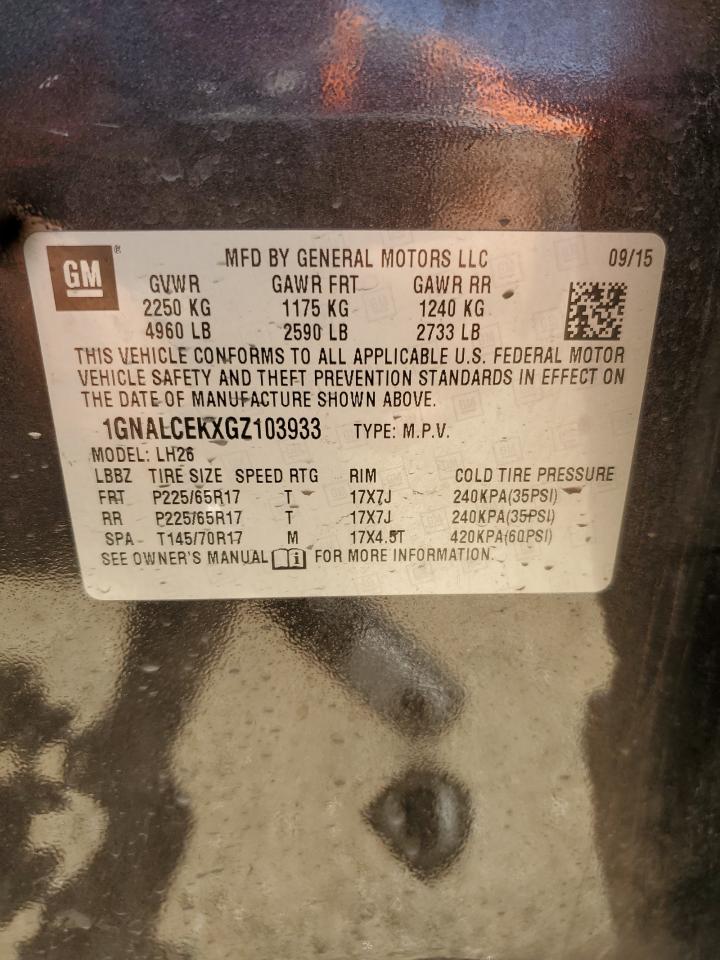 GM ® MFD BY GENERAL MOTORS LLC 09/15
GVWR GAWR FRT GAWR RR
2250 KG 1175 KG 1240 KG
4960 LB 2590 LB 2733 LB
THIS VEHICLE CONFORMS TO ALL APPLICABLE U.S. FEDERAL MOTOR
VEHICLE SAFETY AND THEFT PREVENTION STANDARDS IN EFFECT ON
THE DATE OF MANUFACTURE SHOWN ABOVE.
1GNALCEKXGZ103933 TYPE: M.P.V.
MODEL: LH26
LBBZ TIRE SIZE SPEED RTG RIM COLD TIRE PRESSURE
FRT P225/65R17 T 17X7J 240KPA(35PSI)
RR P225/65R17 T 17X7J 240KPA(35PSI)
SPA T145/70R17 M 17X4.5T 420KPA(60PSI)
SEE OWNER'S MANUAL FOR MORE INFORMATION.